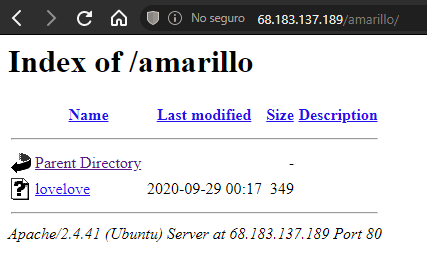 No seguro 68.183.137.189/amarillo/
Index of /amarillo
Name Last modified Size Description
Parent Directory -
lovelove 2020-09-29 00:17 349
Apache/2.4.41 (Ubuntu) Server at 68.183.137.189 Port 80